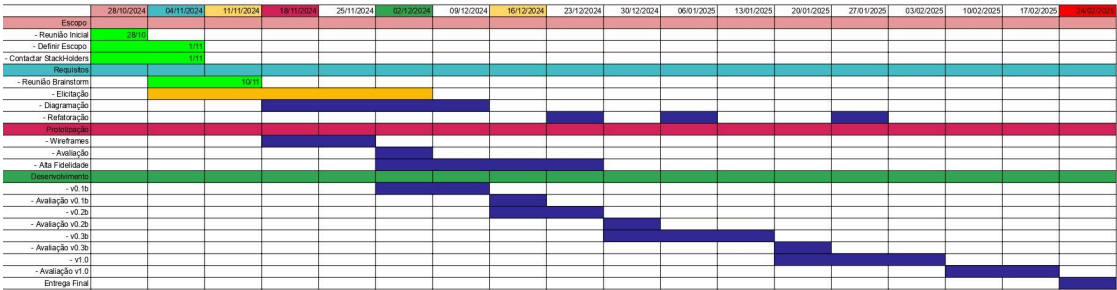 28/10/2024 04/11/2024 11/11/2024 18/11/2024 25/11/2024 02/12/2024 09/12/2024 16/12/2024 23/12/2024 30/12/2024 06/01/2025 13/01/2025 20/01/2025 27/01/2025 03/02/2025 10/02/2025 17/02/2025 24/02/2025
Escopo
- Reunião Inicial 28/10
- Definir Escopo 1/11
- Contactar StackHolders 1/11
Requisitos
- Reunião Brainstorm 10/11
- Elicitação
- Diagramação
- Refatoração
Prototipação
- Wireframes
- Avaliação
- Alta Fidelidade
Desenvolvimento
- v0.1b
- Avaliação v0.1b
- v0.2b
- Avaliação v0.2b
- v0.3b
- Avaliação v0.3b
- v1.0
- Avaliação v1.0
Entrega Final